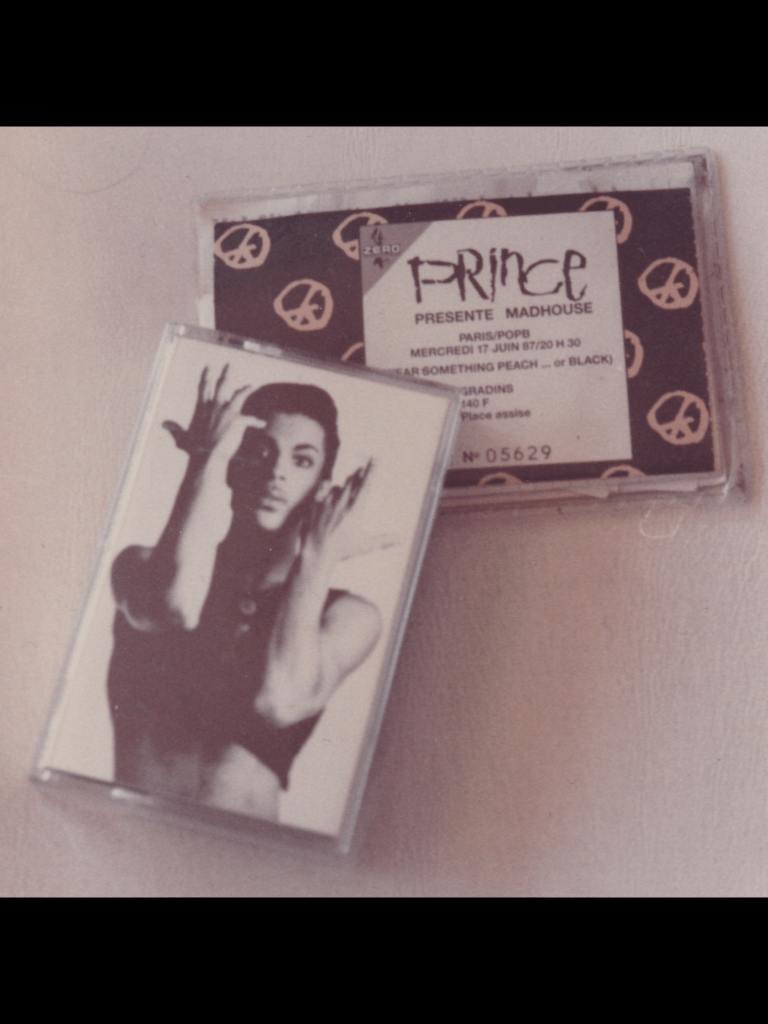 ZERO
PRINCE
PRESENTE MADHOUSE
PARIS/POPB
MERCREDI 17 JUIN 87/20 H 30
EAR SOMETHING PEACH ... or BLACK)
GRADINS
140 F
Place assise
Nº 05629